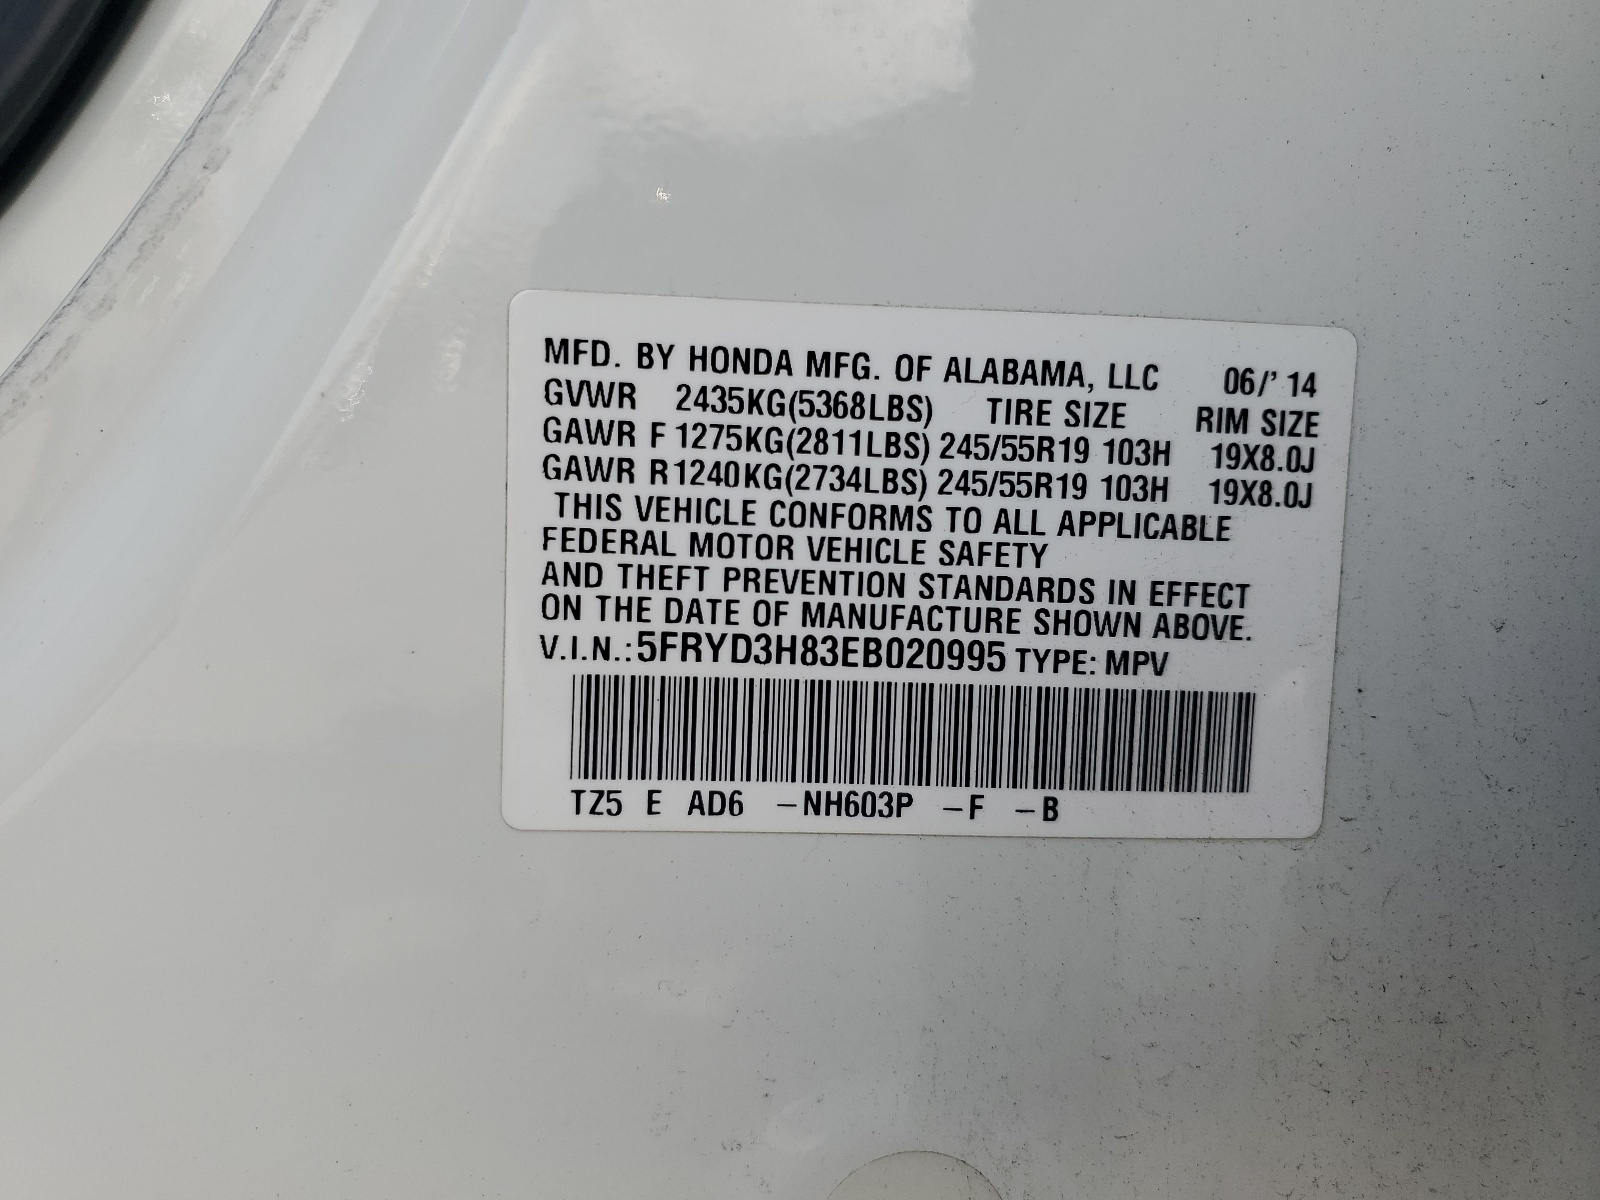 MFD. BY HONDA MFG. OF ALABAMA, LLC 06/' 14
GVWR 2435KG(5368LBS) TIRE SIZE RIM SIZE
GAWR F 1275KG(2811LBS) 245/55R19 103H 19X8.0J
GAWR R1240KG(2734LBS) 245/55R19 103H 19X8.0J
THIS VEHICLE CONFORMS TO ALL APPLICABLE
FEDERAL MOTOR VEHICLE SAFETY
AND THEFT PREVENTION STANDARDS IN EFFECT
ON THE DATE OF MANUFACTURE SHOWN ABOVE.
V.I.N.: 5FRYD3H83EB020995 TYPE: MPV
TZ5 E AD6 –NH603P –F –B